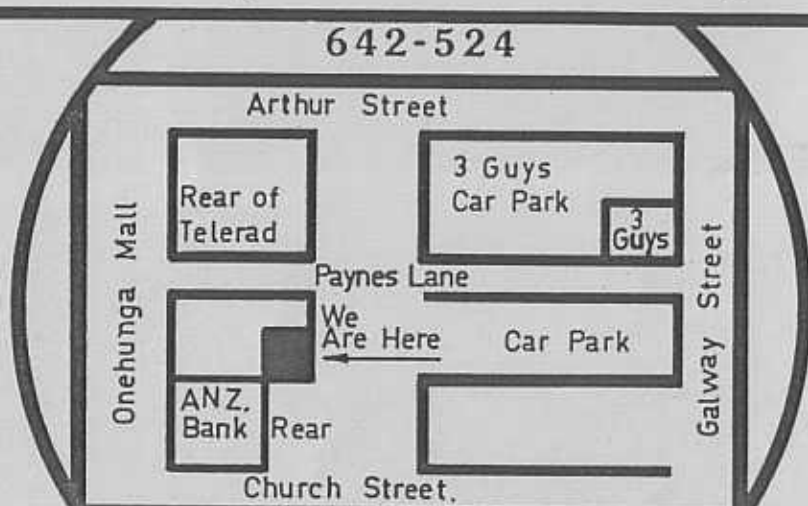 642-524
Arthur Street
Rear of
Telerad
3 Guys
Car Park
3
Guys
Onehunga Mall
Paynes Lane
Galway Street
We
Are Here
Car Park
ANZ.
Bank
Rear
Church Street.